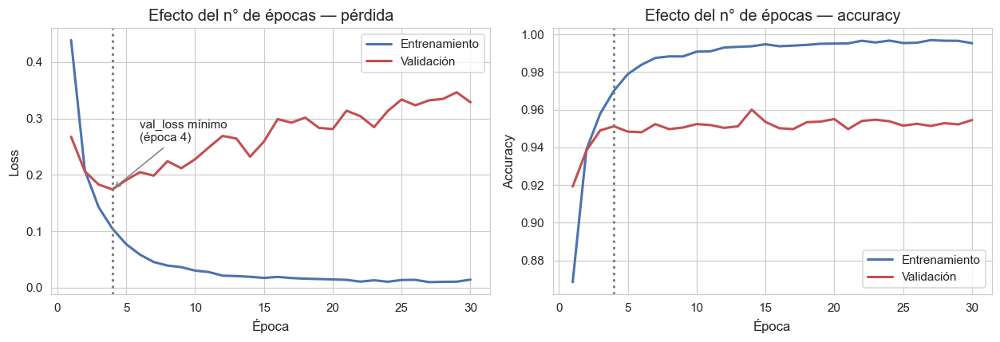 Efecto del n° de épocas — pérdida
Entrenamiento
Validación
val_loss mínimo
(época 4)
Loss
0.4
0.3
0.2
0.1
0.0
0
5
10
15
20
25
30
Época
Efecto del n° de épocas — accuracy
Accuracy
1.00
0.98
0.96
0.94
0.92
0.90
0.88
Entrenamiento
Validación
0
5
10
15
20
25
30
Época